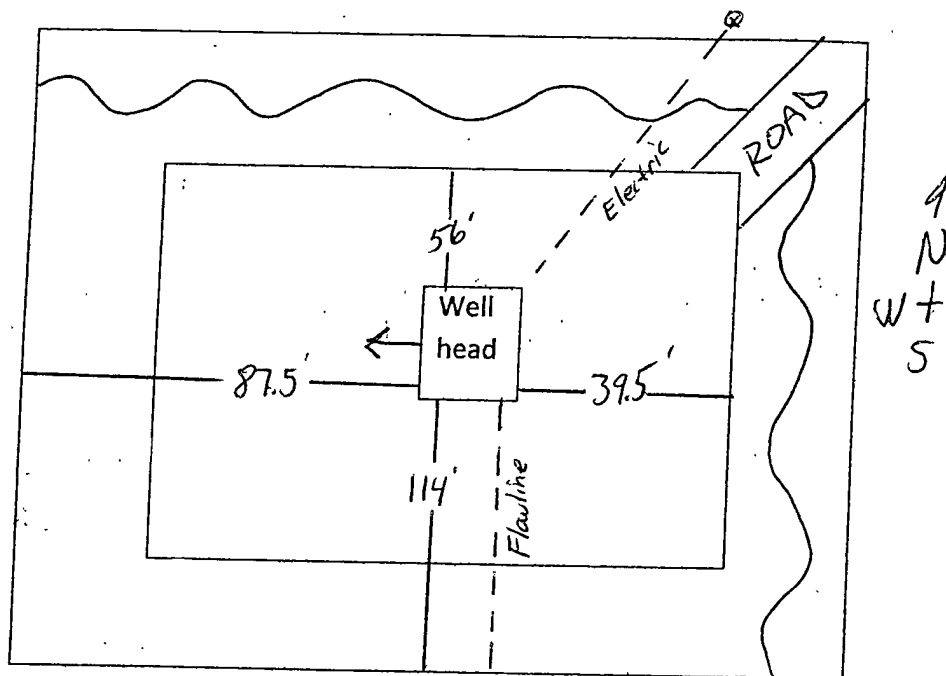 ROAD
Electric
56'
N
W
S
Well
head
87.5'
39.5'
114'
Flowline